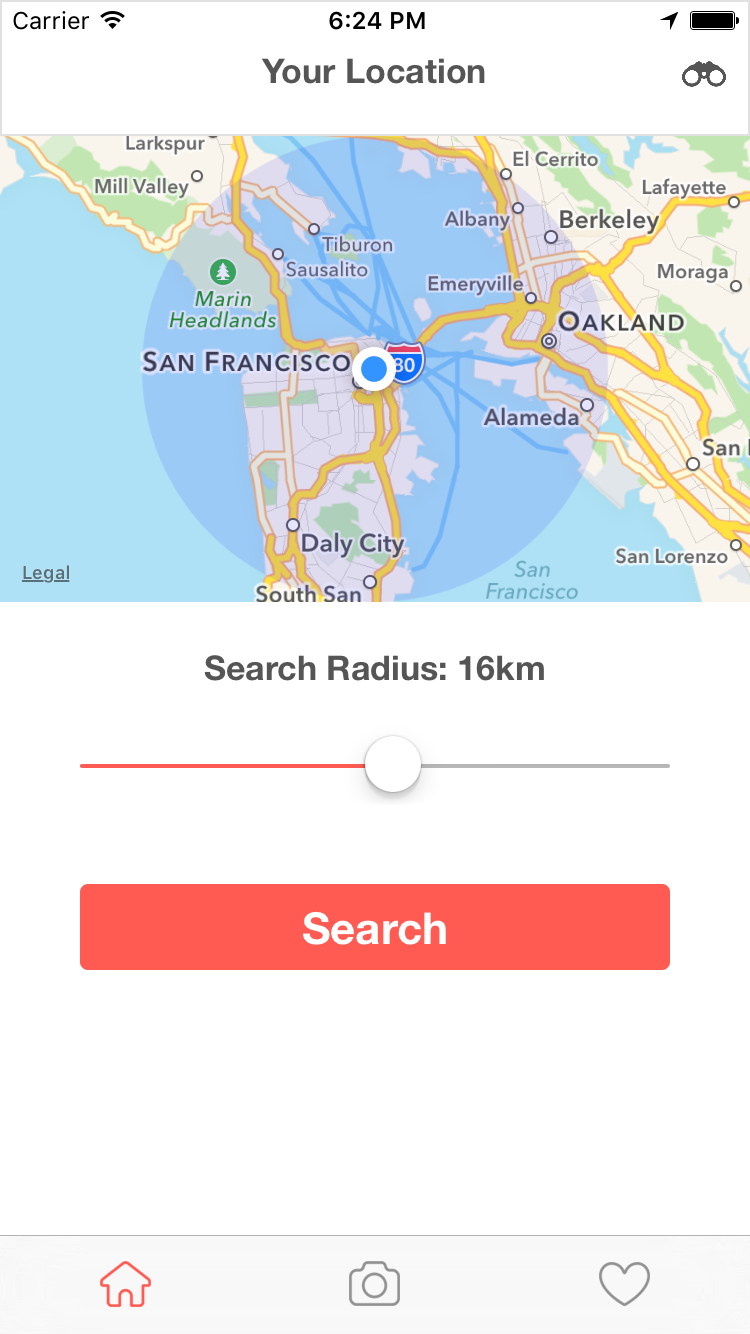 Carrier 6:24 PM
Your Location
Larkspur
El Cerrito
Mill Valley
Lafayette
Albany
Berkeley
Tiburon
Sausalito
Moraga
Emeryville
Marin
Headlands
OAKLAND
SAN FRANCISCO
80
Alameda
San
Daly City
San Lorenzo
Legal
San
Francisco
South San
Search Radius: 16km
Search